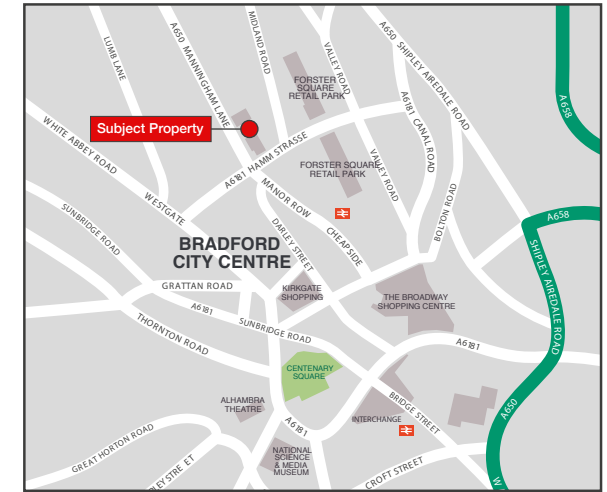 LUMB LANE
A650 MANNINGHAM LANE
MIDLAND ROAD
VALLEY ROAD
A650 SHIPLEY AIREDALE ROAD
A658
FORSTER
SQUARE
RETAIL PARK
A6181 CANAL ROAD
Subject Property
WHITE ABBEY ROAD
A6181 HAMM STRASSE
FORSTER SQUARE
RETAIL PARK
VALLEY ROAD
WESTGATE
MANOR ROW
BOLTON ROAD
SUNBRIDGE ROAD
DARLEY STREET
CHEAPSIDE
A658
BRADFORD
CITY CENTRE
SHIPLEY AIREDALE ROAD
GRATTAN ROAD
KIRKGATE
SHOPPING
THE BROADWAY
SHOPPING CENTRE
A6181
THORNTON ROAD
SUNBRIDGE ROAD
A6181
CENTENARY
SQUARE
ALHAMBRA
THEATRE
BRIDGE STREET
A650
INTERCHANGE
A6181
GREAT HORTON ROAD
NATIONAL
SCIENCE
& MEDIA
MUSEUM
CROFT STREET
LEY STREET
W